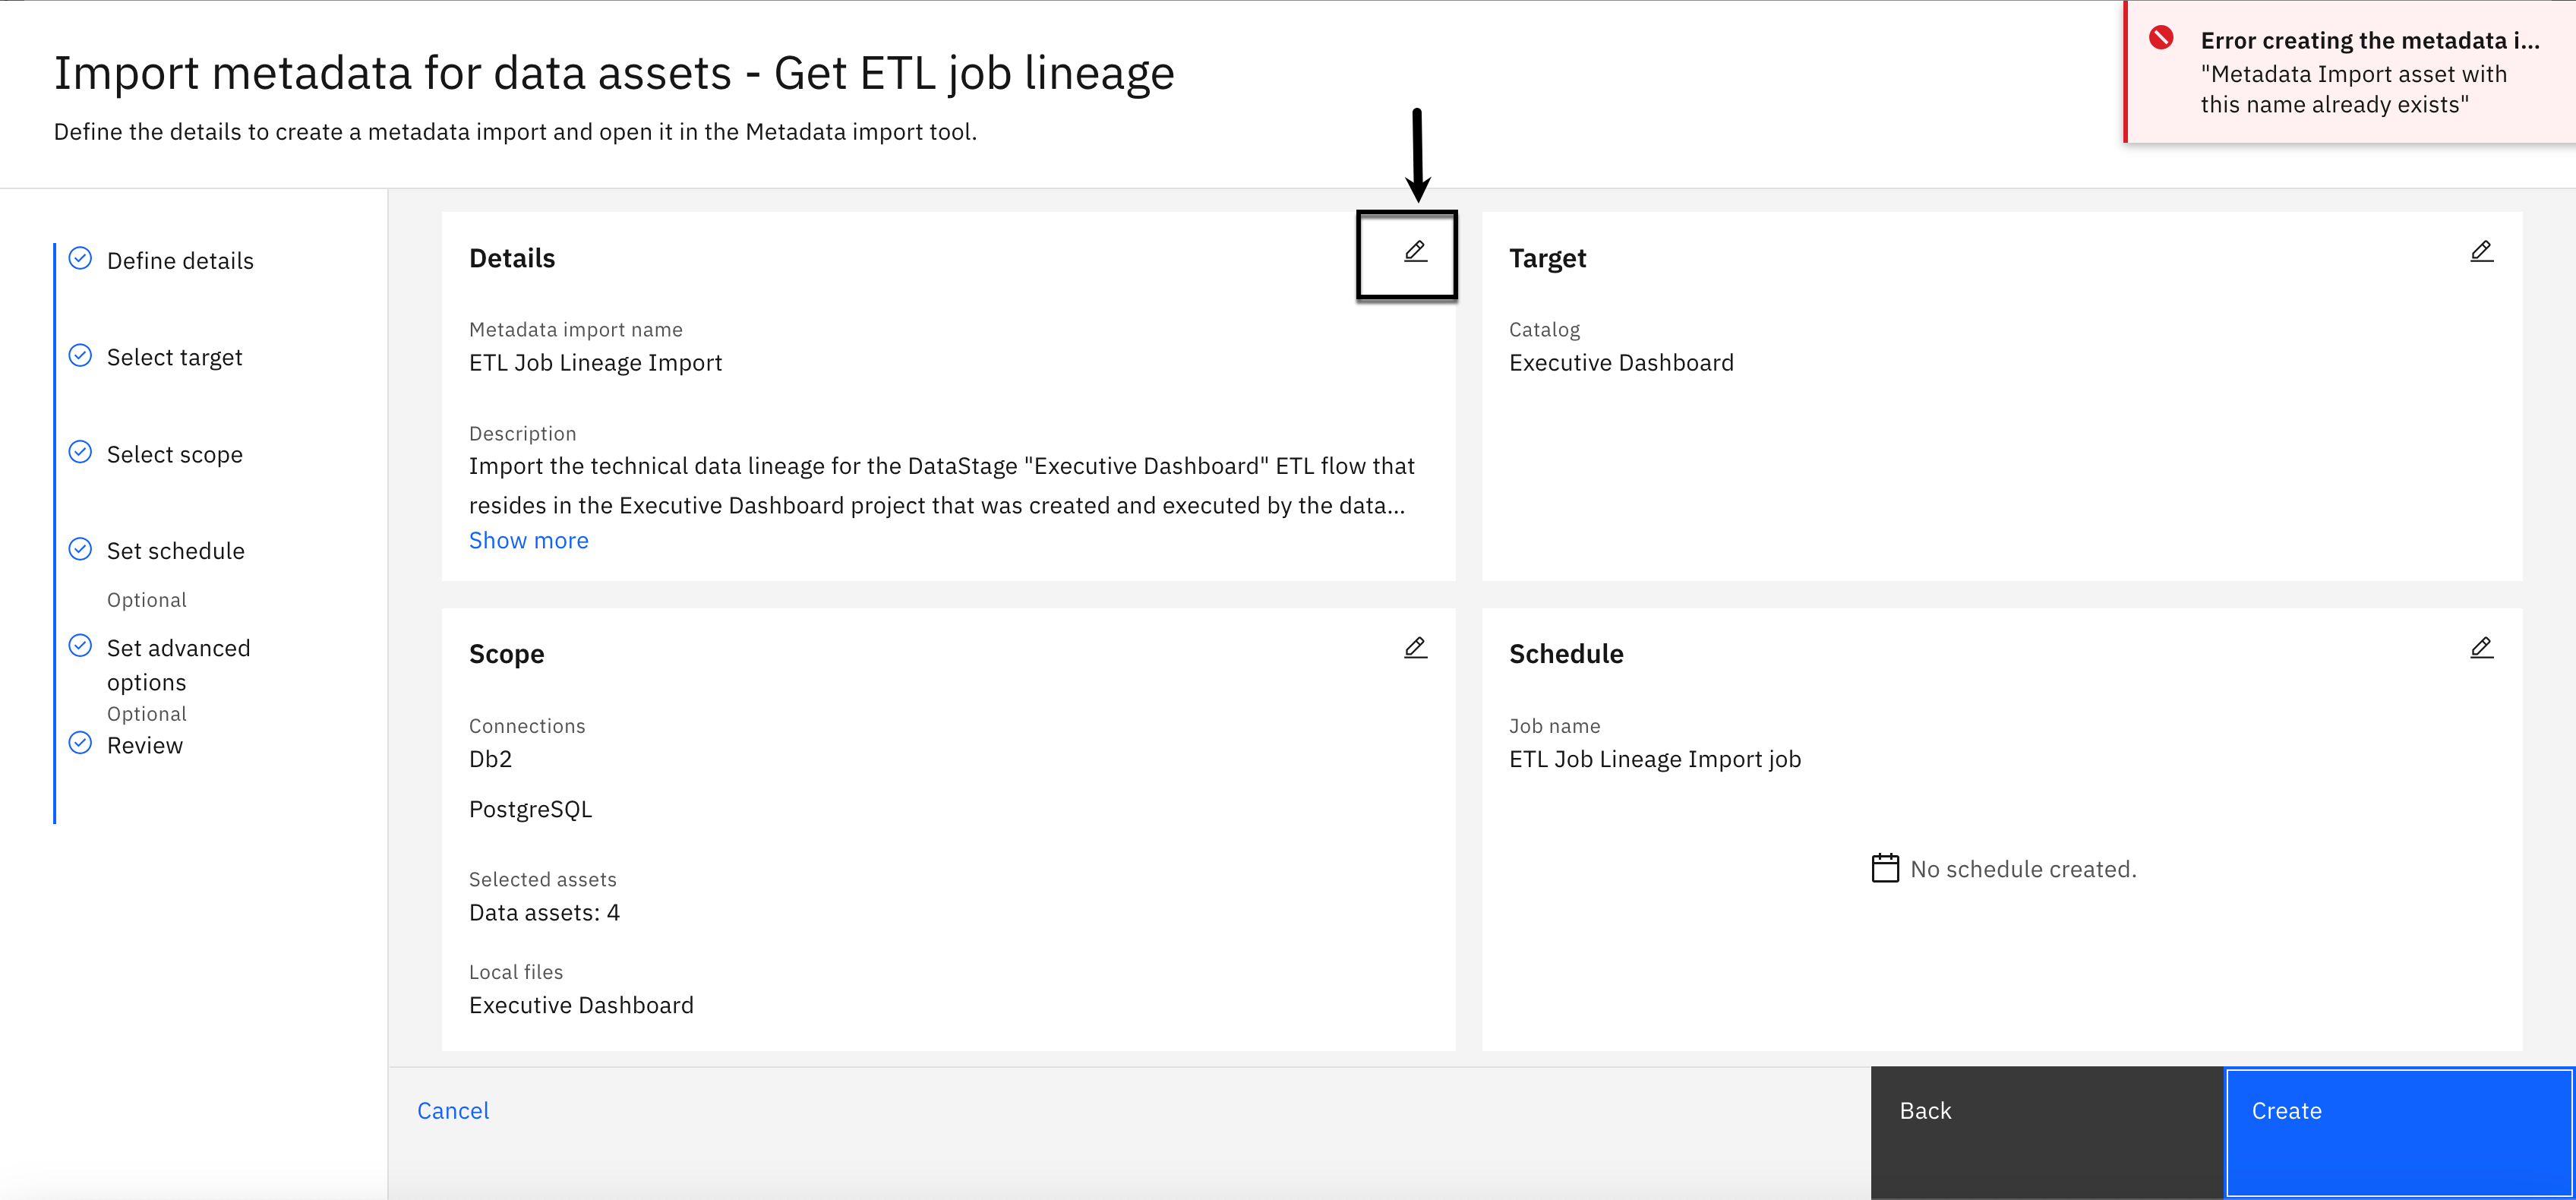 Import metadata for data assets - Get ETL job lineage
Define the details to create a metadata import and open it in the Metadata import tool.
Error creating the metadata i...
"Metadata Import asset with
this name already exists"
Define details
Select target
Select scope
Set schedule
Optional
Set advanced
options
Optional
Review
Details
Metadata import name
ETL Job Lineage Import
Description
Import the technical data lineage for the DataStage "Executive Dashboard" ETL flow that
resides in the Executive Dashboard project that was created and executed by the data...
Show more
Target
Catalog
Executive Dashboard
Scope
Connections
Db2
PostgreSQL
Selected assets
Data assets: 4
Local files
Executive Dashboard
Schedule
Job name
ETL Job Lineage Import job
No schedule created.
Cancel
Back
Create